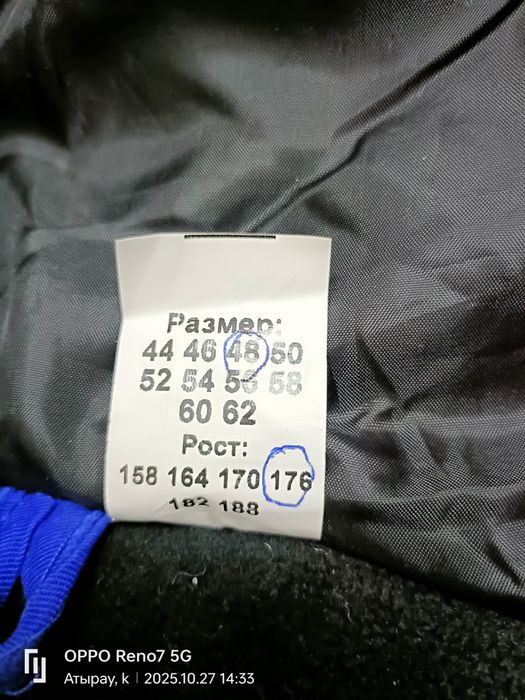 Размер:
44 46 48 50
52 54 56 58
60 62
Рост:
158 164 170 176
182 188
OPPO Reno7 5G
Атырау, к | 2025.10.27 14:33